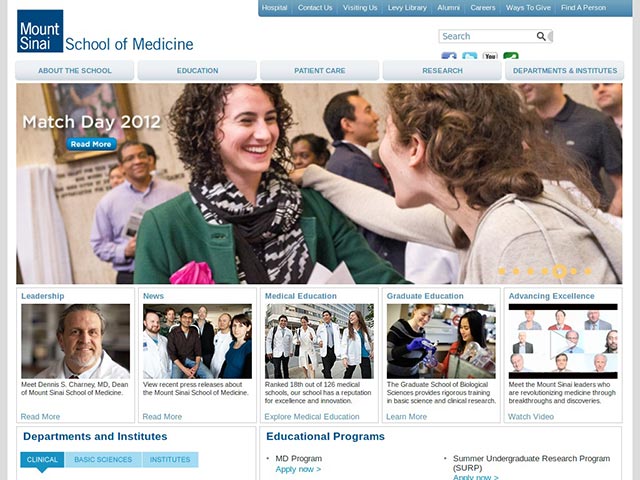 Hospital Contact Us Visiting Us Levy Library Alumni Careers Ways To Give Find A Person
Mount
Sinai School of Medicine
Search
You
ABOUT THE SCHOOL EDUCATION PATIENT CARE RESEARCH DEPARTMENTS & INSTITUTES
Match Day 2012
Read More
Leadership
Meet Dennis S. Charney, MD, Dean
of Mount Sinai School of Medicine.
Read More
News
View recent press releases about
the Mount Sinai School of Medicine.
Read More
Medical Education
Ranked 18th out of 126 medical
schools, our school has a reputation
for excellence and innovation.
Explore Medical Education
Graduate Education
The Graduate School of Biological
Sciences provides rigorous training
in basic science and clinical research.
Learn More
Advancing Excellence
Meet the Mount Sinai leaders who
are revolutionizing medicine through
breakthroughs and discoveries.
Watch Video
Departments and Institutes
CLINICAL BASIC SCIENCES INSTITUTES
Educational Programs
• MD Program
Apply now >
• Summer Undergraduate Research Program
(SURP)
Apply now >